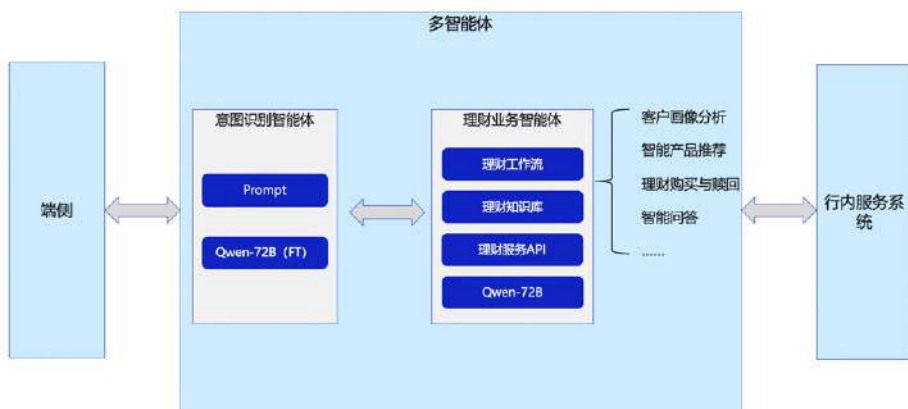 多智能体
端侧
意图识别智能体
Prompt
Qwen-72B（FT）
理财业务智能体
理财工作流
理财知识库
理财服务API
Qwen-72B
客户画像分析
智能产品推荐
理财购买与赎回
智能问答
......
行内服务系
统